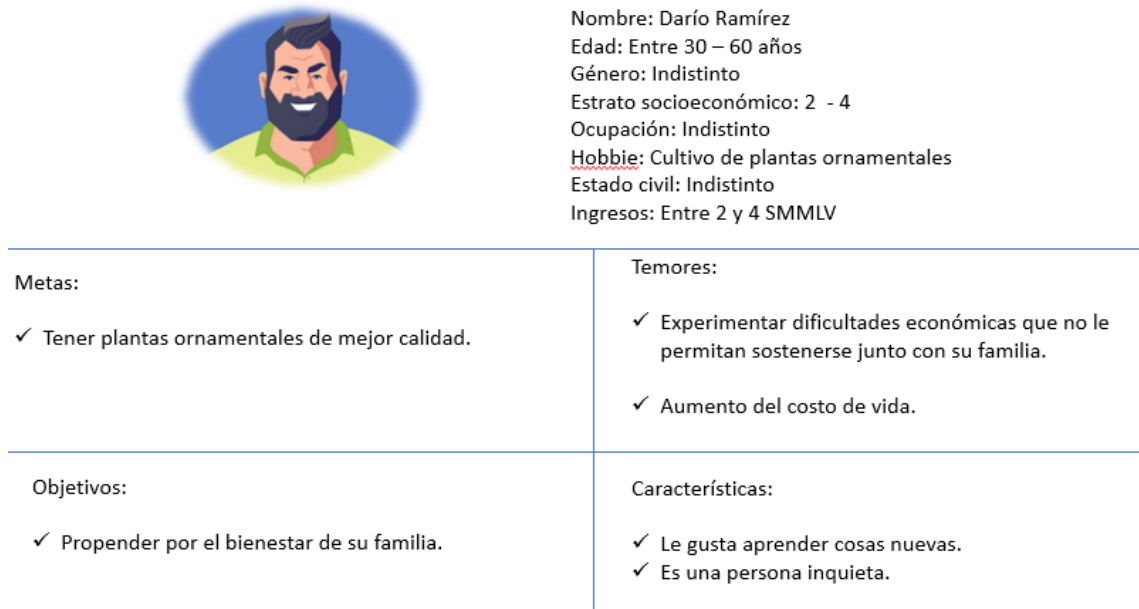 Nombre: Darío Ramírez
Edad: Entre 30 – 60 años
Género: Indistinto
Estrato socioeconómico: 2  - 4
Ocupación: Indistinto
Hobbie: Cultivo de plantas ornamentales
Estado civil: Indistinto
Ingresos: Entre 2 y 4 SMMLV
Metas:
✓ Tener plantas ornamentales de mejor calidad.
Temores:
✓ Experimentar dificultades económicas que no le
permitan sostenerse junto con su familia.
✓ Aumento del costo de vida.
Objetivos:
✓ Propender por el bienestar de su familia.
Características:
✓ Le gusta aprender cosas nuevas.
✓ Es una persona inquieta.